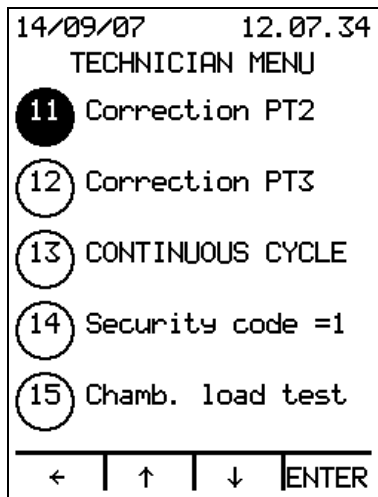 14/09/07 12.07.34
TECHNICIAN MENU
11 Correction PT2
12 Correction PT3
13 CONTINUOUS CYCLE
14 Security code =1
15 Chamb. load test
← ↑ ↓ ENTER